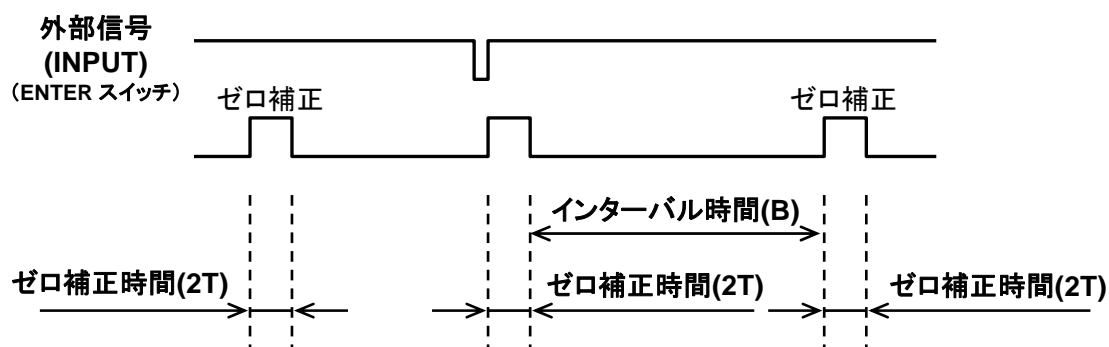 外部信号
(INPUT)
（ENTER スイッチ）
ゼロ補正
ゼロ補正
インターバル時間(B)
ゼロ補正時間(2T)
ゼロ補正時間(2T)
ゼロ補正時間(2T)